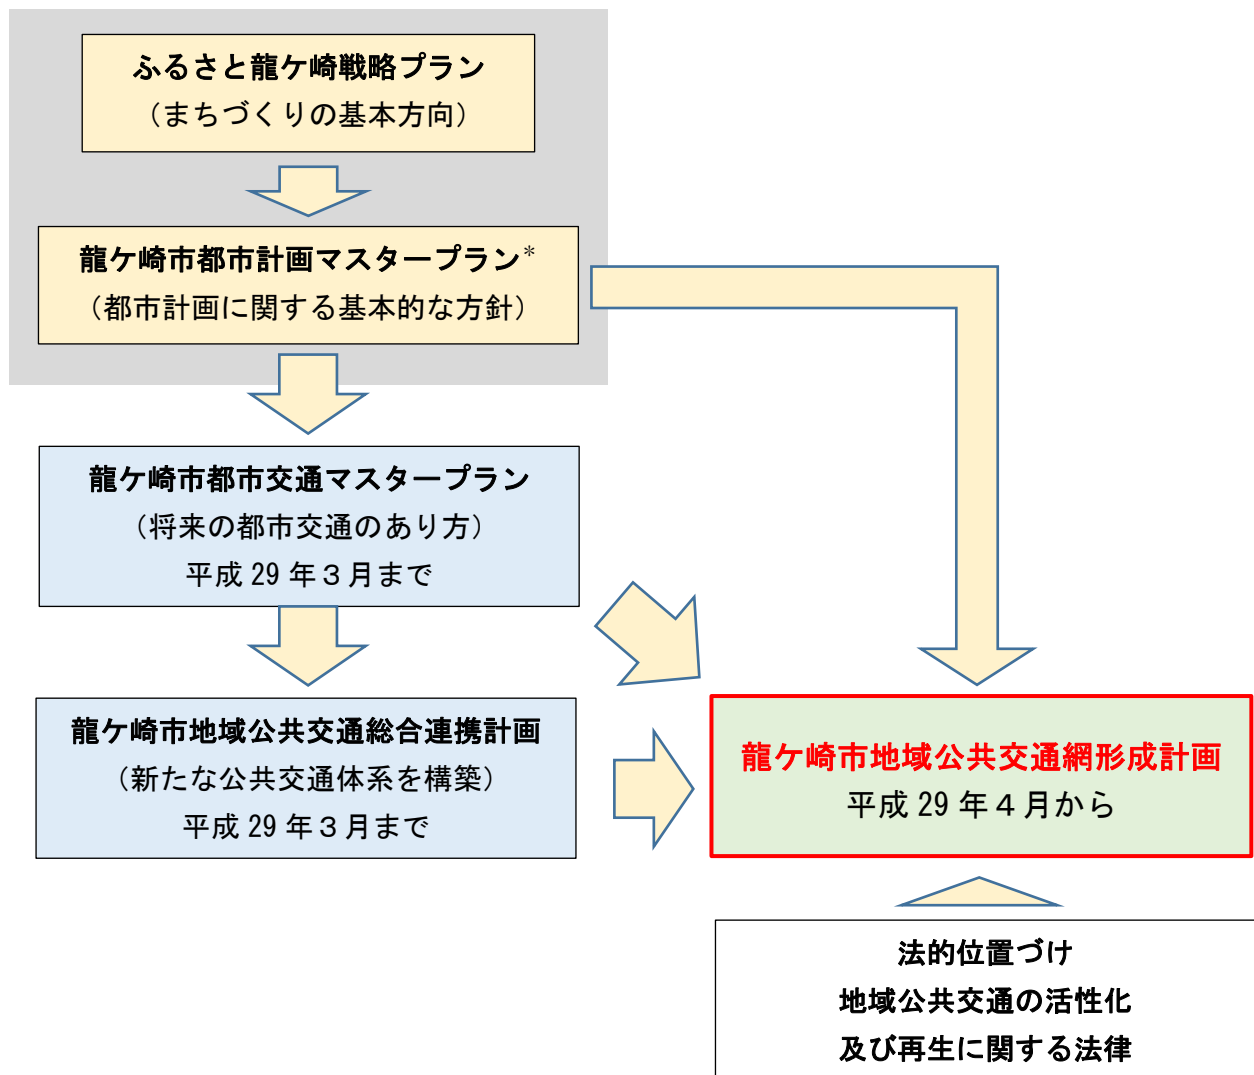 ふるさと龍ケ崎戦略プラン
（まちづくりの基本方向）
龍ケ崎市都市計画マスタープラン*
（都市計画に関する基本的な方針）
龍ケ崎市都市交通マスタープラン
（将来の都市交通のあり方）
平成 29 年３月まで
龍ケ崎市地域公共交通総合連携計画
（新たな公共交通体系を構築）
平成 29 年３月まで
龍ケ崎市地域公共交通網形成計画
平成 29 年４月から
法的位置づけ
地域公共交通の活性化
及び再生に関する法律